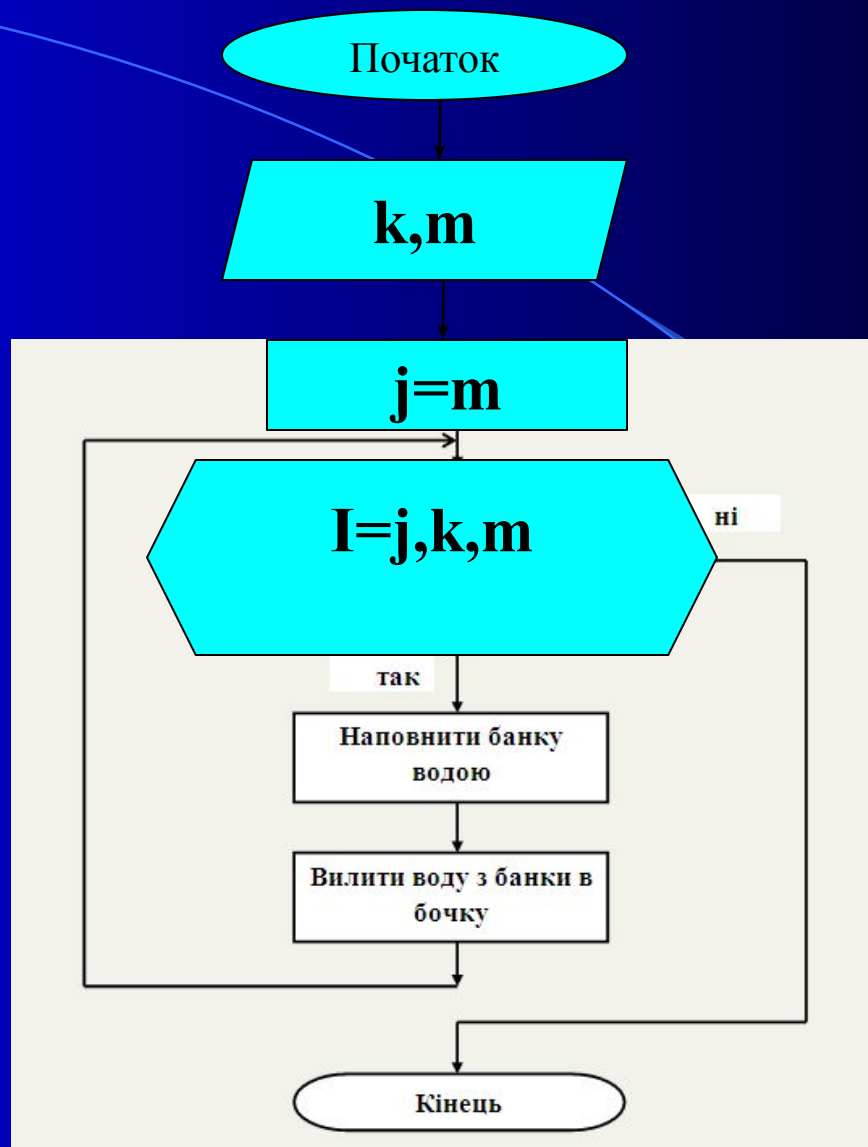 Початок
k,m
j=m
I=j,k,m
ні
так
Наповнити банку
водою
Вилити воду з банки в
бочку
Кінець